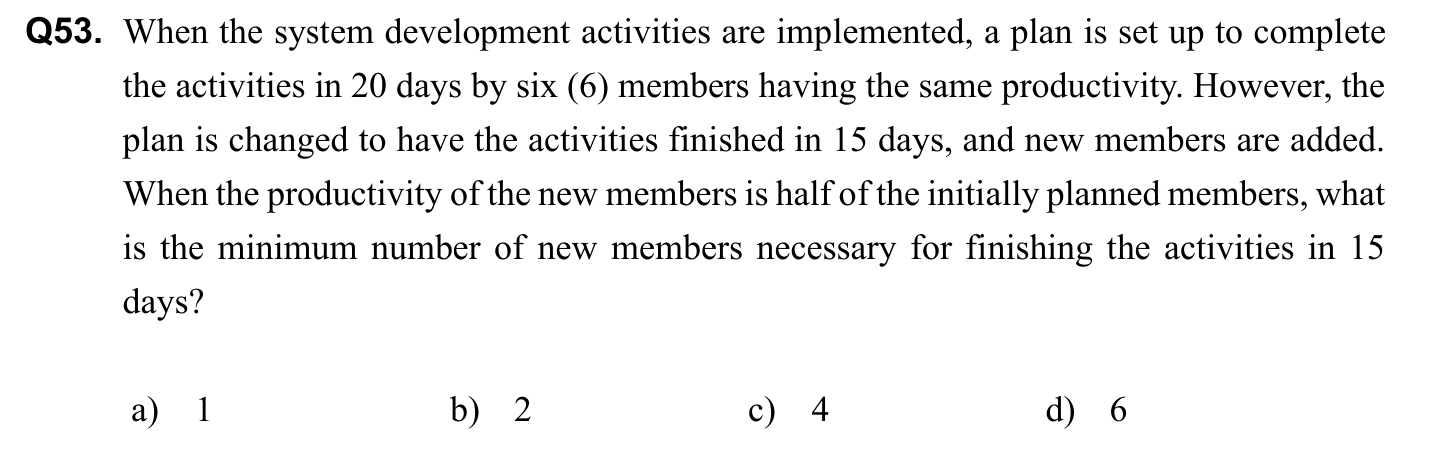 Q53. When the system development activities are implemented, a plan is set up to complete
the activities in 20 days by six (6) members having the same productivity. However, the
plan is changed to have the activities finished in 15 days, and new members are added.
When the productivity of the new members is half of the initially planned members, what
is the minimum number of new members necessary for finishing the activities in 15
days?
a) 1 b) 2 c) 4 d) 6